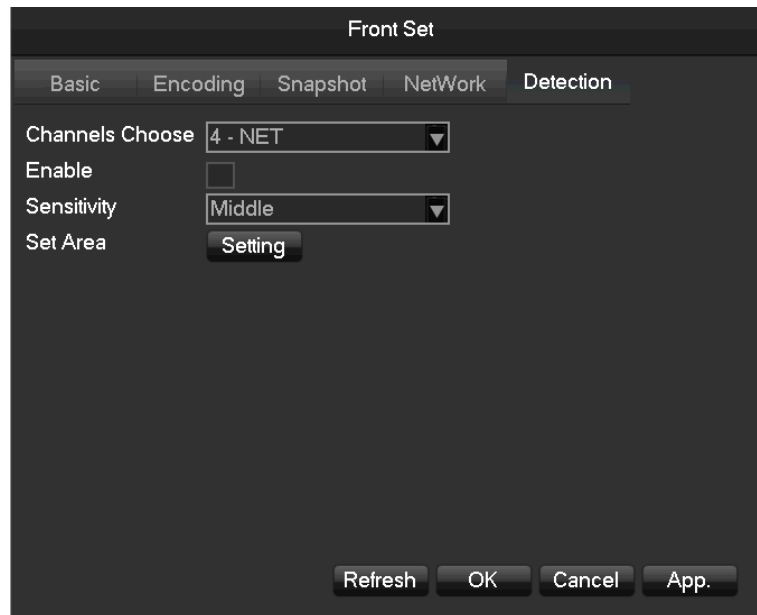 Front Set
Basic Encoding Snapshot NetWork Detection
Channels Choose 4 - NET
Enable
Sensitivity Middle
Set Area Setting
Refresh OK Cancel App.